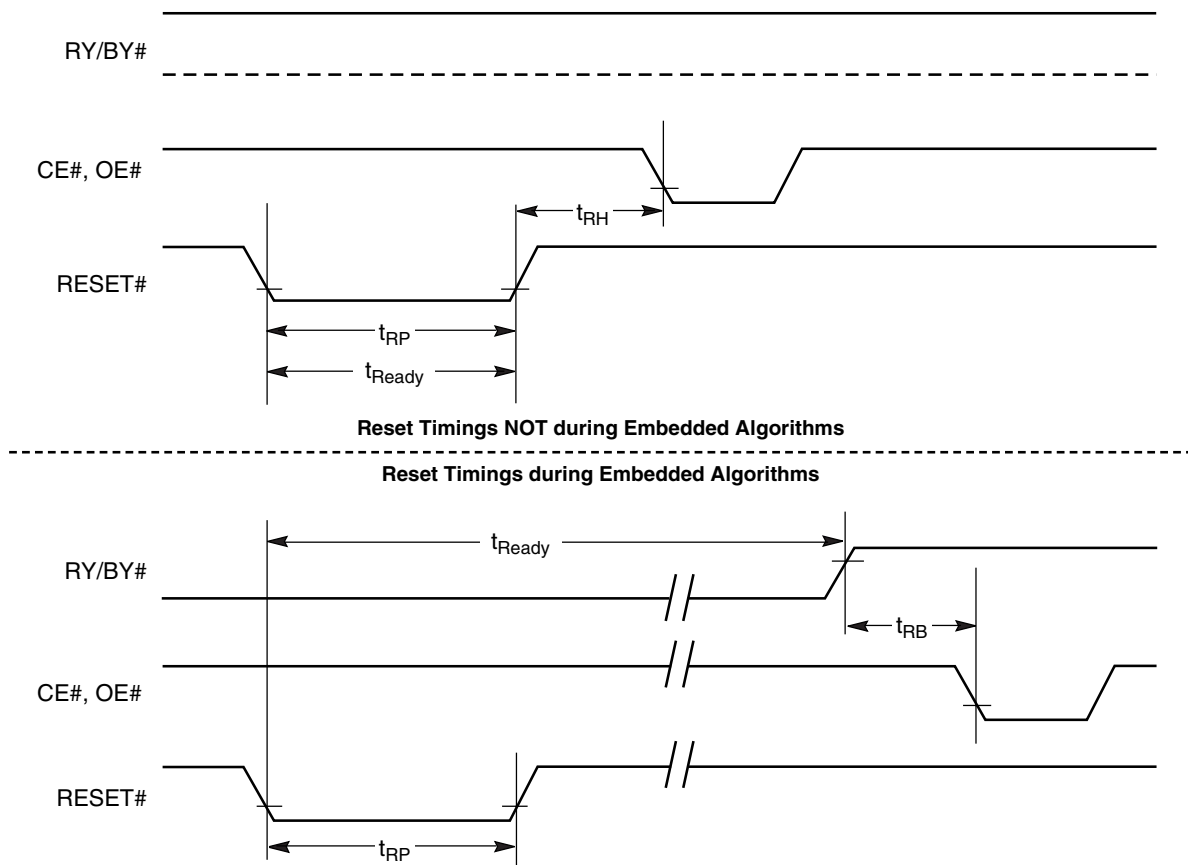 RY/BY#
CE#, OE#
tRH
RESET#
tRP
tReady
Reset Timings NOT during Embedded Algorithms
Reset Timings during Embedded Algorithms
tReady
RY/BY#
tRB
CE#, OE#
RESET#
tRP